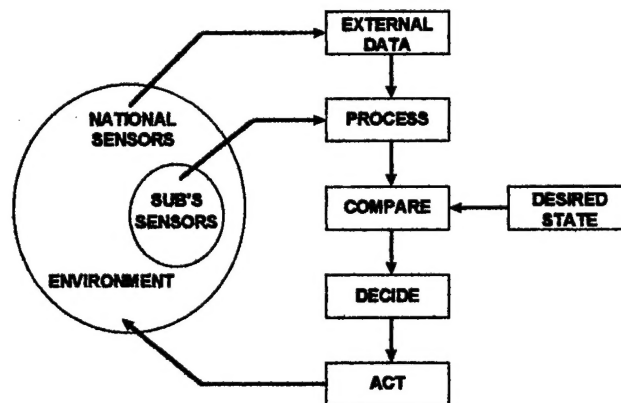 EXTERNAL
DATA
NATIONAL
SENSORS
PROCESS
SUB'S
SENSORS
COMPARE
DESIRED
STATE
ENVIRONMENT
DECIDE
ACT